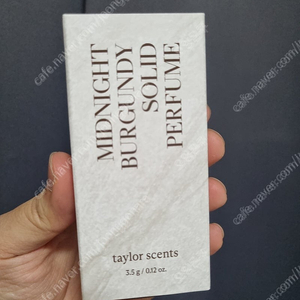 MIDNIGHT
BURGUNDY
SOLID
PERFUME
taylor scents
3.5 g / 0.12 oz.